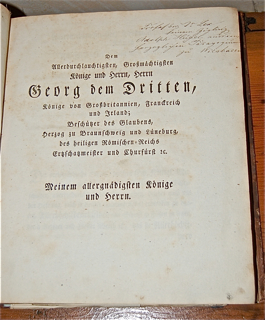 Dem
Allerdurchlauchtigsten, Großmächtigsten
Könige und Herrn, Herrn
Georg dem Dritten,
Könige von Großbritannien, Frankreich
und Irland;
Beschützer des Glaubens,
Herzog zu Braunschweig und Lüneburg,
des heiligen Römischen-Reichs
Erzschatzmeister und Churfürst ꝛc.
Meinem allergnädigsten Könige
und Herrn.